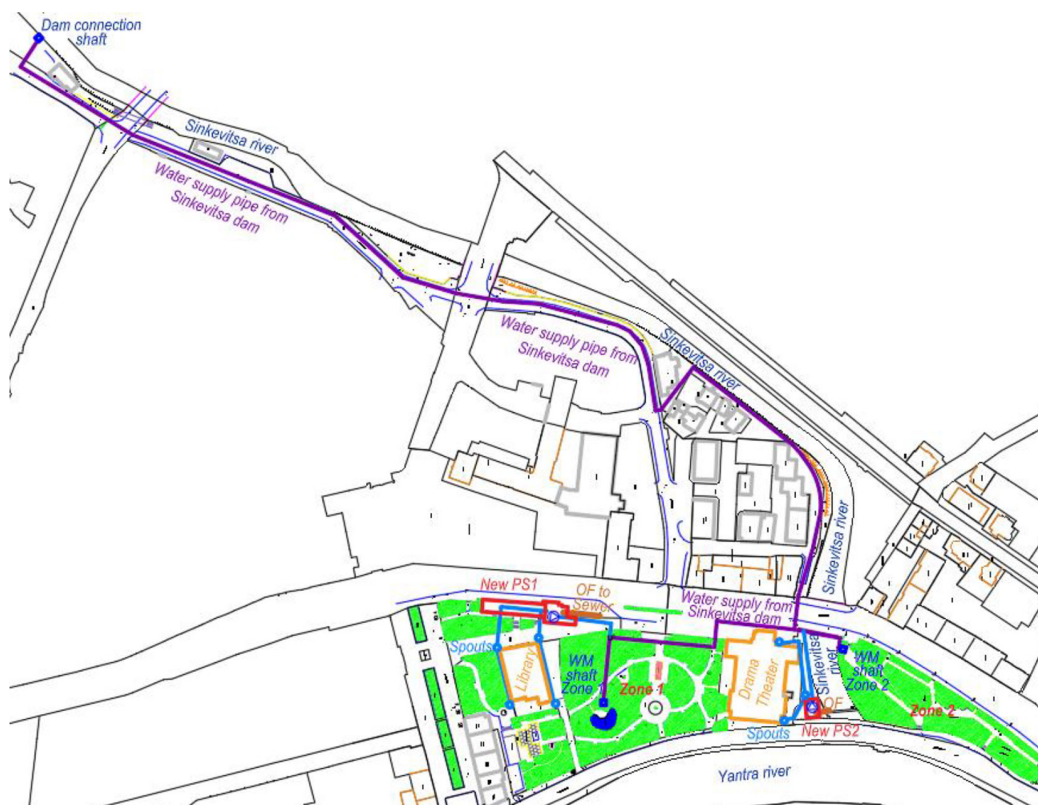 Dam connection
shaft
Sinkevitsa river
Water supply pipe from
Sinkevitsa dam
Water supply pipe from
Sinkevitsa dam
Sinkevitsa river
Sinkevitsa river
New PS1
OF to
Sewer
Water supply from
Sinkevitsa dam
Spouts
Library
WM
shaft
Zone 1
Zone 1
Drama
Theater
Sinkevitsa
river
WM
shaft
Zone 2
Zone 2
OF
Spouts
New PS2
Yantra river